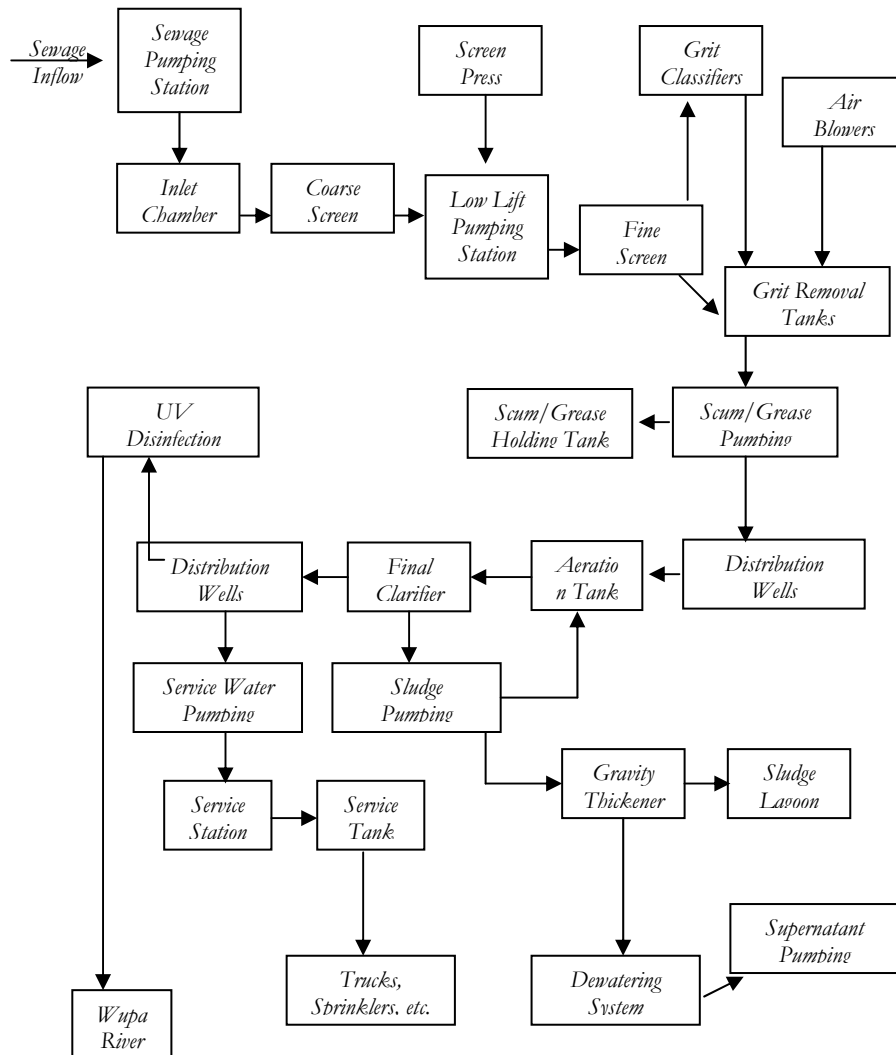 Sewage
Inflow
Sewage
Pumping
Station
Screen
Press
Grit
Classifiers
Air
Blowers
Inlet
Chamber
Coarse
Screen
Low Lift
Pumping
Station
Fine
Screen
Grit Removal
Tanks
UV
Disinfection
Scum/Grease
Holding Tank
Scum/Grease
Pumping
Distribution
Wells
Final
Clarifier
Aeratio
n Tank
Distribution
Wells
Service Water
Pumping
Sludge
Pumping
Service
Station
Service
Tank
Gravity
Thickener
Sludge
Lagoon
Supernatant
Pumping
Trucks,
Sprinklers, etc.
Dewatering
System
Wupa
River